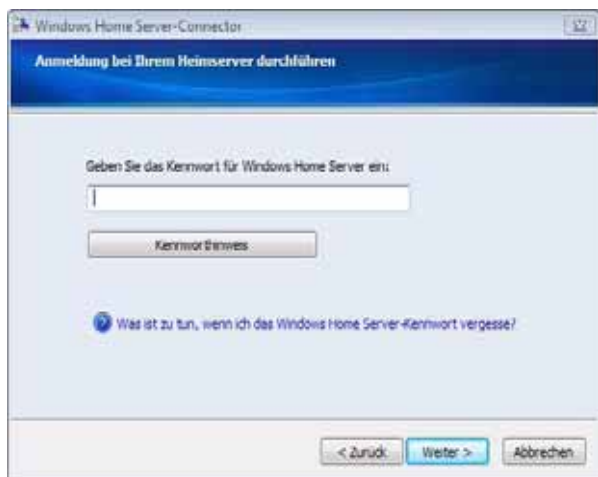 Windows Home Server-Connector
Anmeldung bei Ihrem Heimserver durchführen
Geben Sie das Kennwort für Windows Home Server ein:
Kennworthinweis
Was ist zu tun, wenn ich das Windows Home Server-Kennwort vergesse?
< Zurück Weiter > Abbrechen